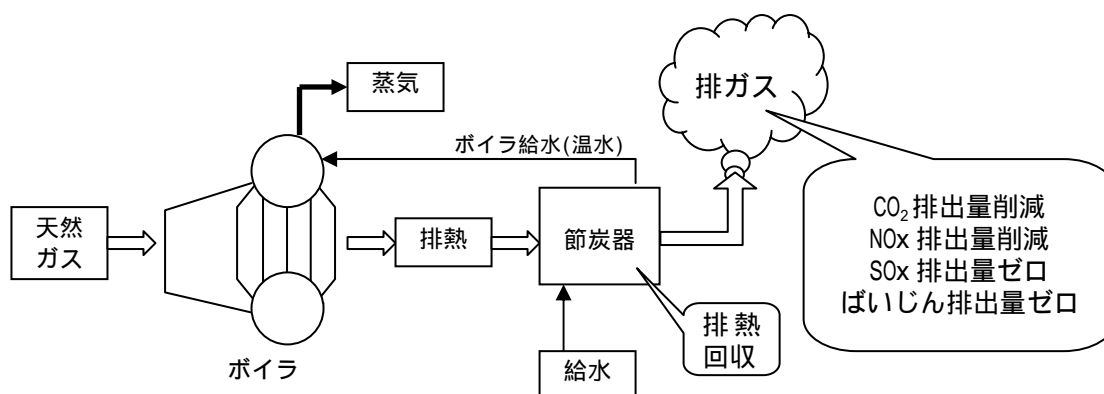 蒸気
排ガス
ボイラ給水(温水)
天然
ガス
排熱
節炭器
CO₂排出量削減
NOx 排出量削減
SOx 排出量ゼロ
ばいじん排出量ゼロ
排熱
回収
ボイラ
給水